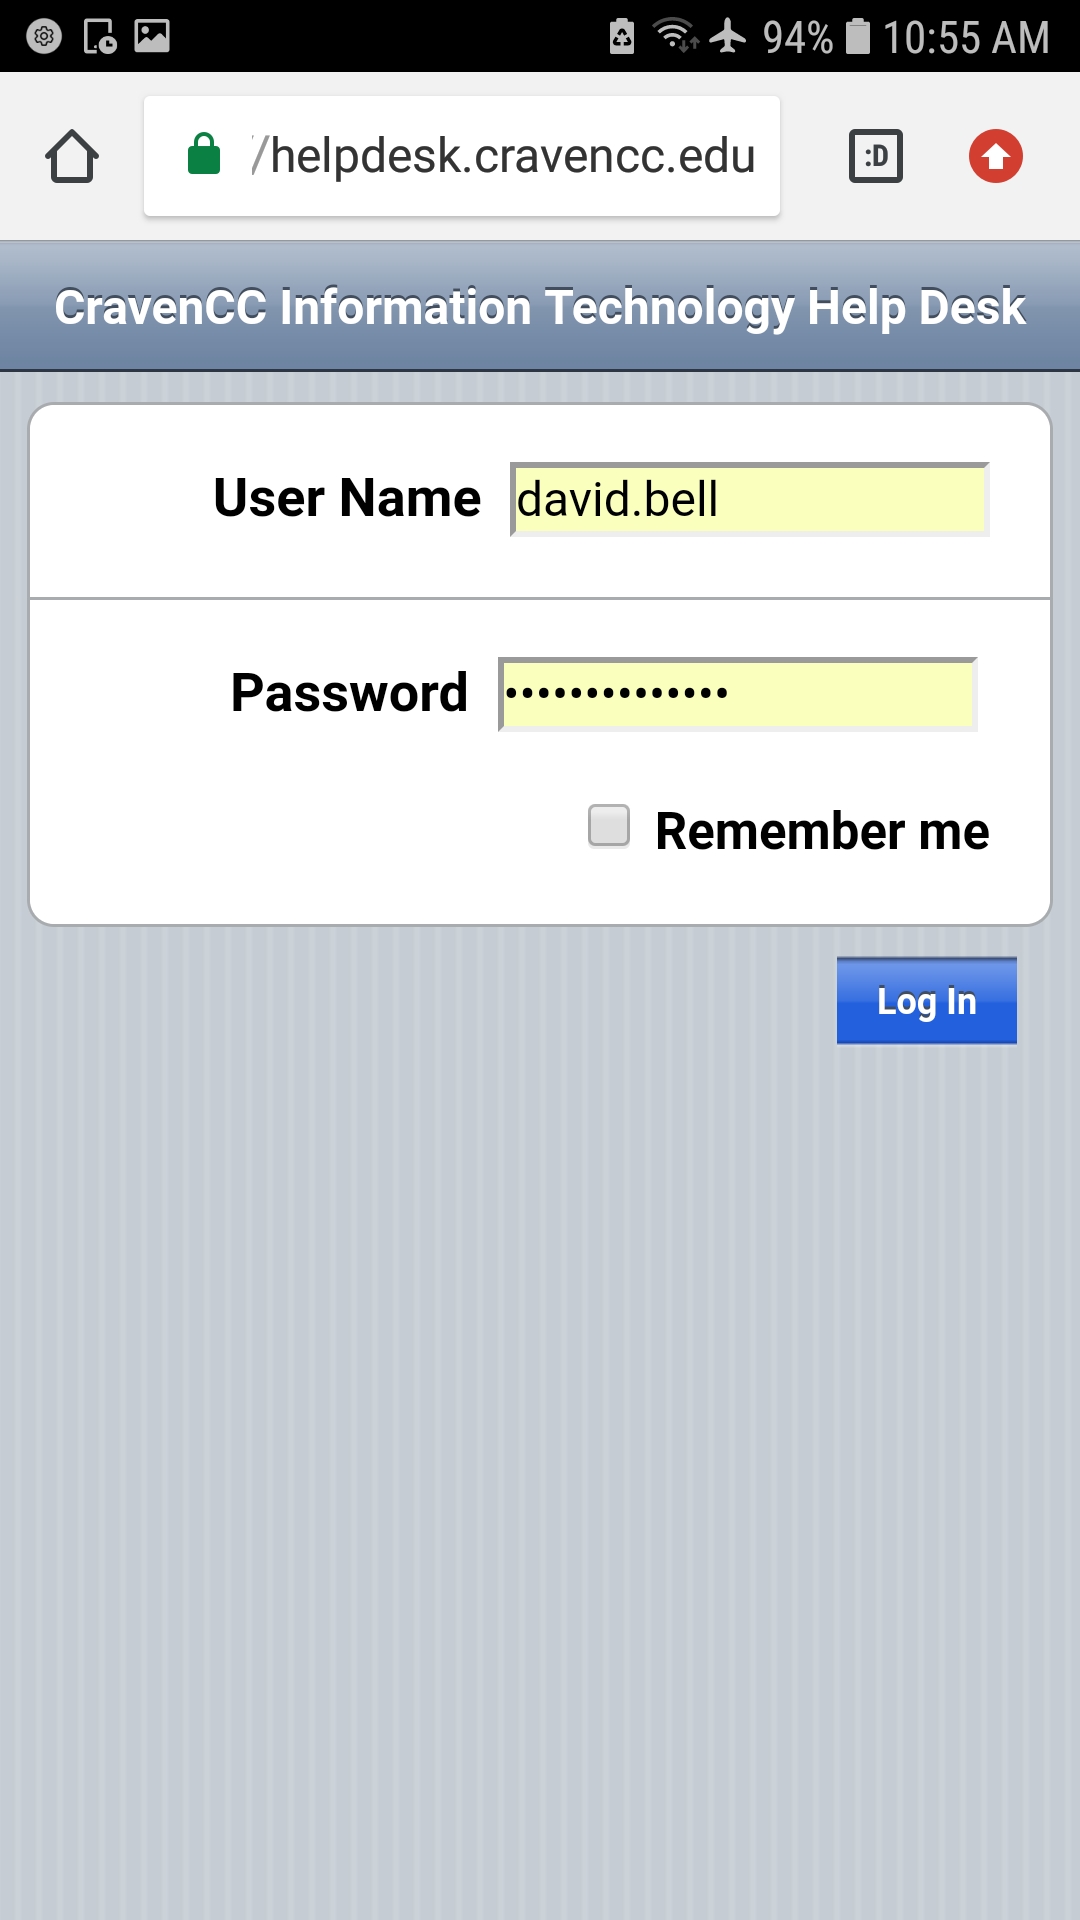 94% 10:55 AM
/helpdesk.cravencc.edu
:D
CravenCC Information Technology Help Desk
User Name david.bell
Password ••••••••••••••
Remember me
Log In